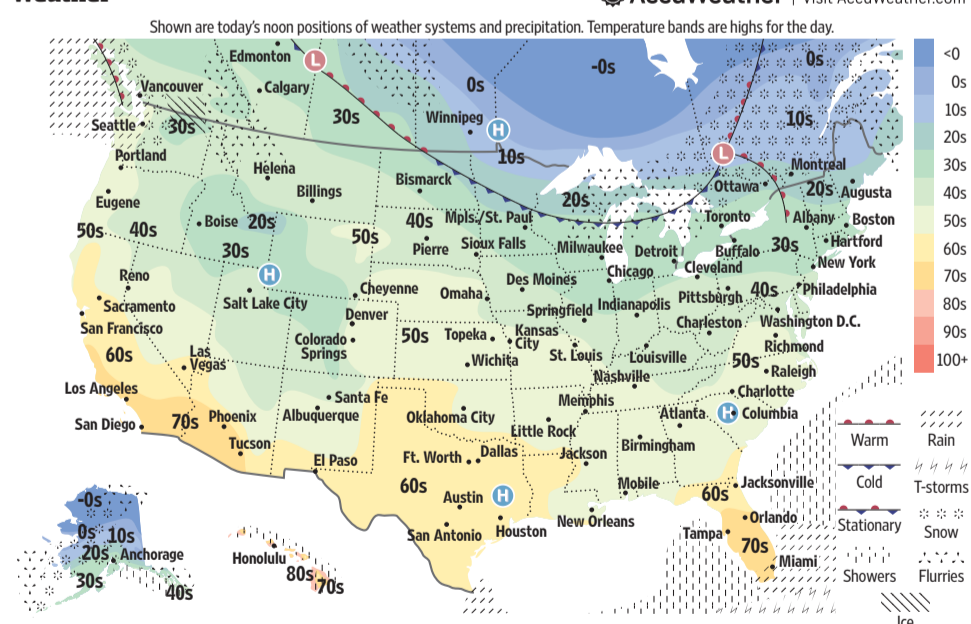 Weather
AccuWeather | Visit AccuWeather.com
Shown are today's noon positions of weather systems and precipitation. Temperature bands are highs for the day.
Edmonton
L
-0s
0s
<0
Vancouver
Calgary
0s
0s
Winnipeg
H
10s
10s
Seattle
30s
30s
20s
Portland
10s
L
Montreal
30s
Helena
Bismarck
Ottawa
20s
Augusta
40s
Eugene
Billings
20s
Boise
20s
40s
Mpls./St. Paul
Toronto
Albany
Boston
50s
50s
40s
50s
Pierre
Sioux Falls
Milwaukee
Detroit
Buffalo
30s
Hartford
60s
30s
Chicago
Cleveland
New York
70s
Reno
H
Des Moines
Sacramento
Salt Lake City
Cheyenne
Omaha
Pittsburgh
40s
Philadelphia
80s
San Francisco
Denver
Springfield
Indianapolis
90s
60s
Colorado
Springs
50s
Topeka
Kansas
City
Charleston
Washington D.C.
100+
Las
Vegas
Wichita
St. Louis
Louisville
50s
Richmond
Raleigh
Los Angeles
Santa Fe
Nashville
Charlotte
San Diego
70s
Phoenix
Albuquerque
Oklahoma City
Memphis
Atlanta
H
Columbia
Tucson
Little Rock
Birmingham
Warm
Rain
El Paso
Ft. Worth
Dallas
Jackson
60s
Mobile
60s
Jacksonville
Cold
T-storms
-0s
Austin
H
New Orleans
Orlando
Stationary
Snow
0s
10s
San Antonio
Houston
Tampa
70s
20s
Anchorage
Honolulu
Miami
30s
40s
80s
70s
Showers
Flurries
Ice